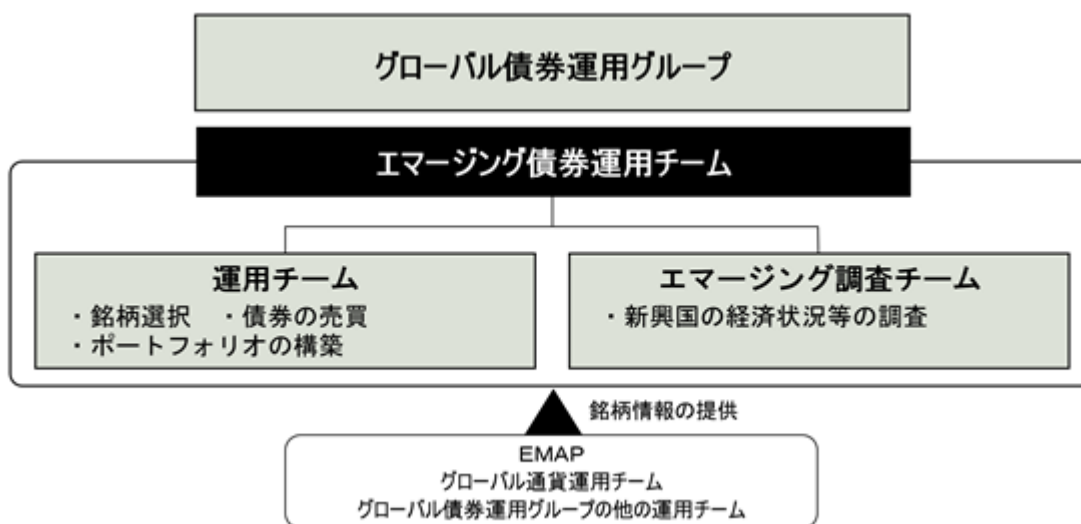 グローバル債券運用グループ
エマージング債券運用チーム
運用チーム
・銘柄選択　・債券の売買
・ポートフォリオの構築
エマージング調査チーム
・新興国の経済状況等の調査
銘柄情報の提供
EMAP
グローバル通貨運用チーム
グローバル債券運用グループの他の運用チーム